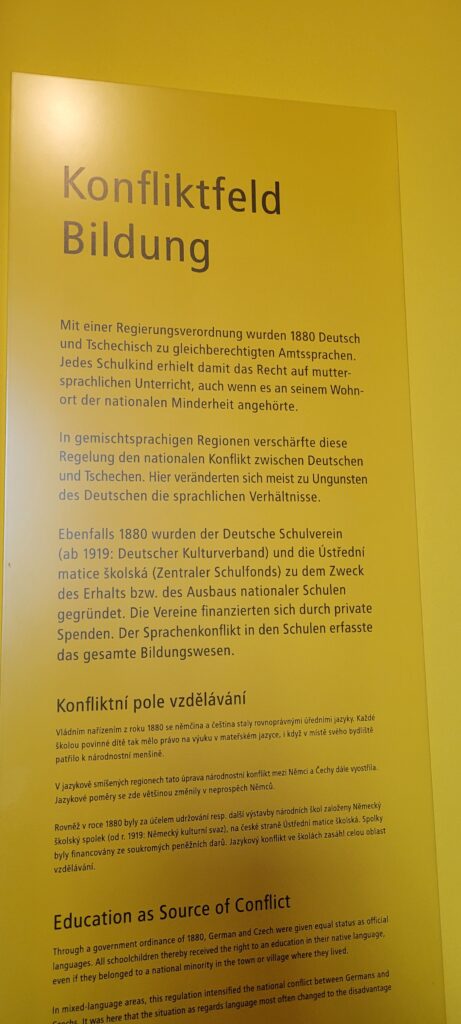 Konfliktfeld
Bildung
Mit einer Regierungsverordnung wurden 1880 Deutsch
und Tschechisch zu gleichberechtigten Amtssprachen.
Jedes Schulkind erhielt damit das Recht auf mutter-
sprachlichen Unterricht, auch wenn es an seinem Wohn-
ort der nationalen Minderheit angehörte.
In gemischtsprachigen Regionen verschärfte diese
Regelung den nationalen Konflikt zwischen Deutschen
und Tschechen. Hier veränderten sich meist zu Ungunsten
des Deutschen die sprachlichen Verhältnisse.
Ebenfalls 1880 wurden der Deutsche Schulverein
(ab 1919: Deutscher Kulturverband) und die Ústřední
matice školská (Zentraler Schulfonds) zu dem Zweck
des Erhalts bzw. des Ausbaus nationaler Schulen
gegründet. Die Vereine finanzierten sich durch private
Spenden. Der Sprachenkonflikt in den Schulen erfasste
das gesamte Bildungswesen.
Konfliktní pole vzdělávání
Vládním nařízením z roku 1880 se němčina a čeština staly rovnoprávnými úředními jazyky. Každé
školou povinné dítě tak mělo právo na výuku v mateřském jazyce, i když v místě svého bydliště
patřilo k národnostní menšině.
V jazykově smíšených regionech tato úprava národnostní konflikt mezi Němci a Čechy dále vyostřila.
Jazykové poměry se zde většinou změnily v neprospěch Němců.
Rovněž v roce 1880 byly za účelem udržování resp. další výstavby národních škol založeny Německý
školský spolek (od r. 1919: Německý kulturní svaz), na české straně Ústřední matice školská. Spolky
byly financovány ze soukromých peněžních darů. Jazykový konflikt ve školách zasáhl celou oblast
vzdělávání.
Education as Source of Conflict
Through a government ordinance of 1880, German and Czech were given equal status as official
languages. All schoolchildren thereby received the right to an education in their native language,
even if they belonged to a national minority in the town or village where they lived.
In mixed-language areas, this regulation intensified the national conflict between Germans and
Czechs. It was here that the situation as regards language most often changed to the disadvantage